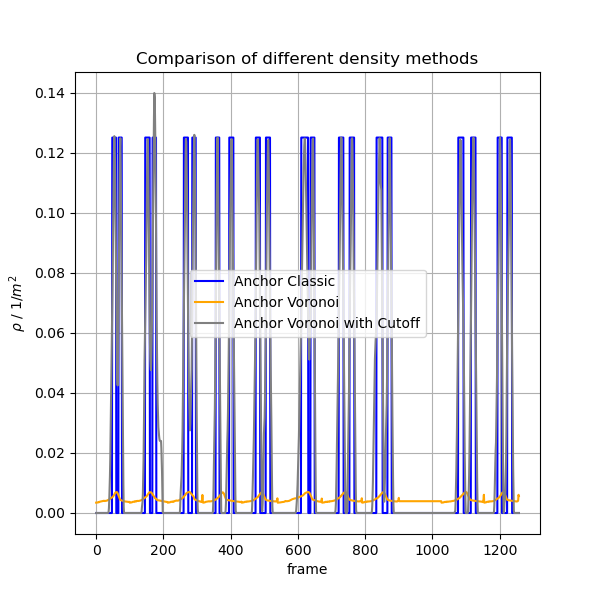 Comparison of different density methods
0.14
0.12
0.10
0.08
0.06
0.04
0.02
0.00
ρ / 1/m²
Anchor Classic
Anchor Voronoi
Anchor Voronoi with Cutoff
0 200 400 600 800 1000 1200
frame